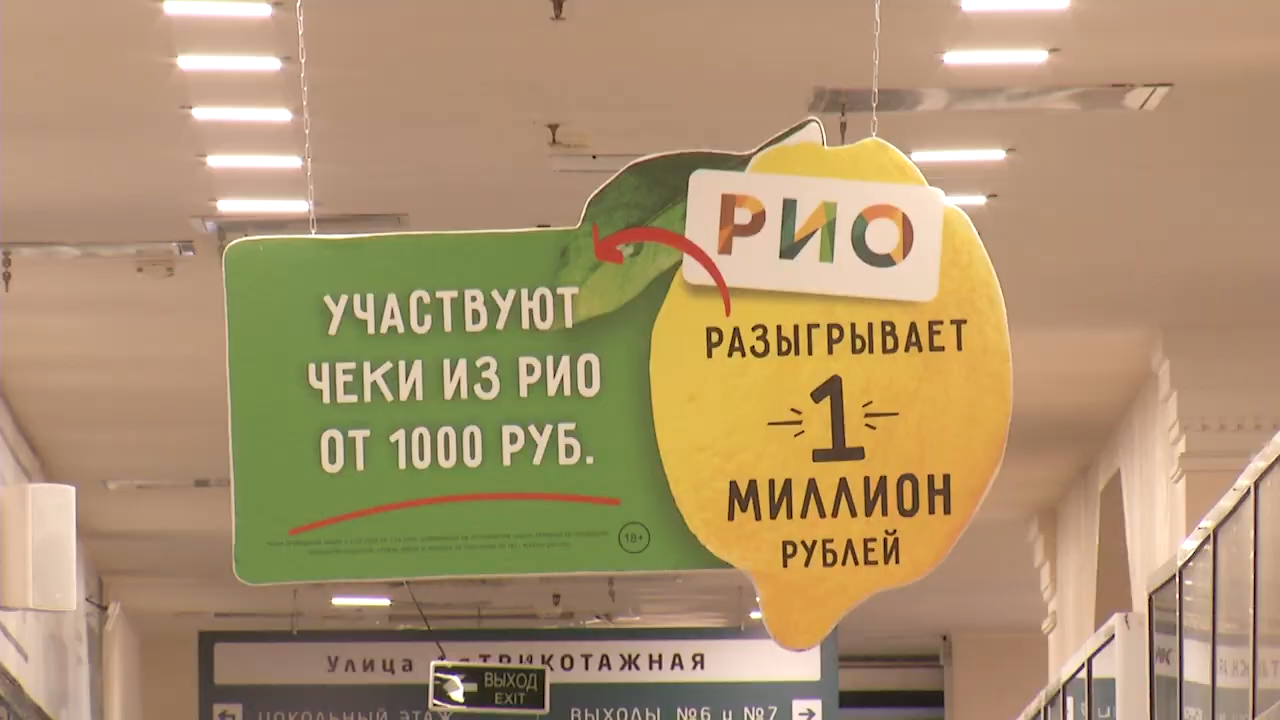 УЧАСТВУЮТ
ЧЕКИ ИЗ РИО
ОТ 1000 РУБ.
18+
РИО
РАЗЫГРЫВАЕТ
1
МИЛЛИОН
РУБЛЕЙ
Улица ТРИКОТАЖНАЯ
ВЫХОД
EXIT
ЦОКОЛЬНЫЙ ЭТАЖ
ВЫХОДЫ №6 и №7